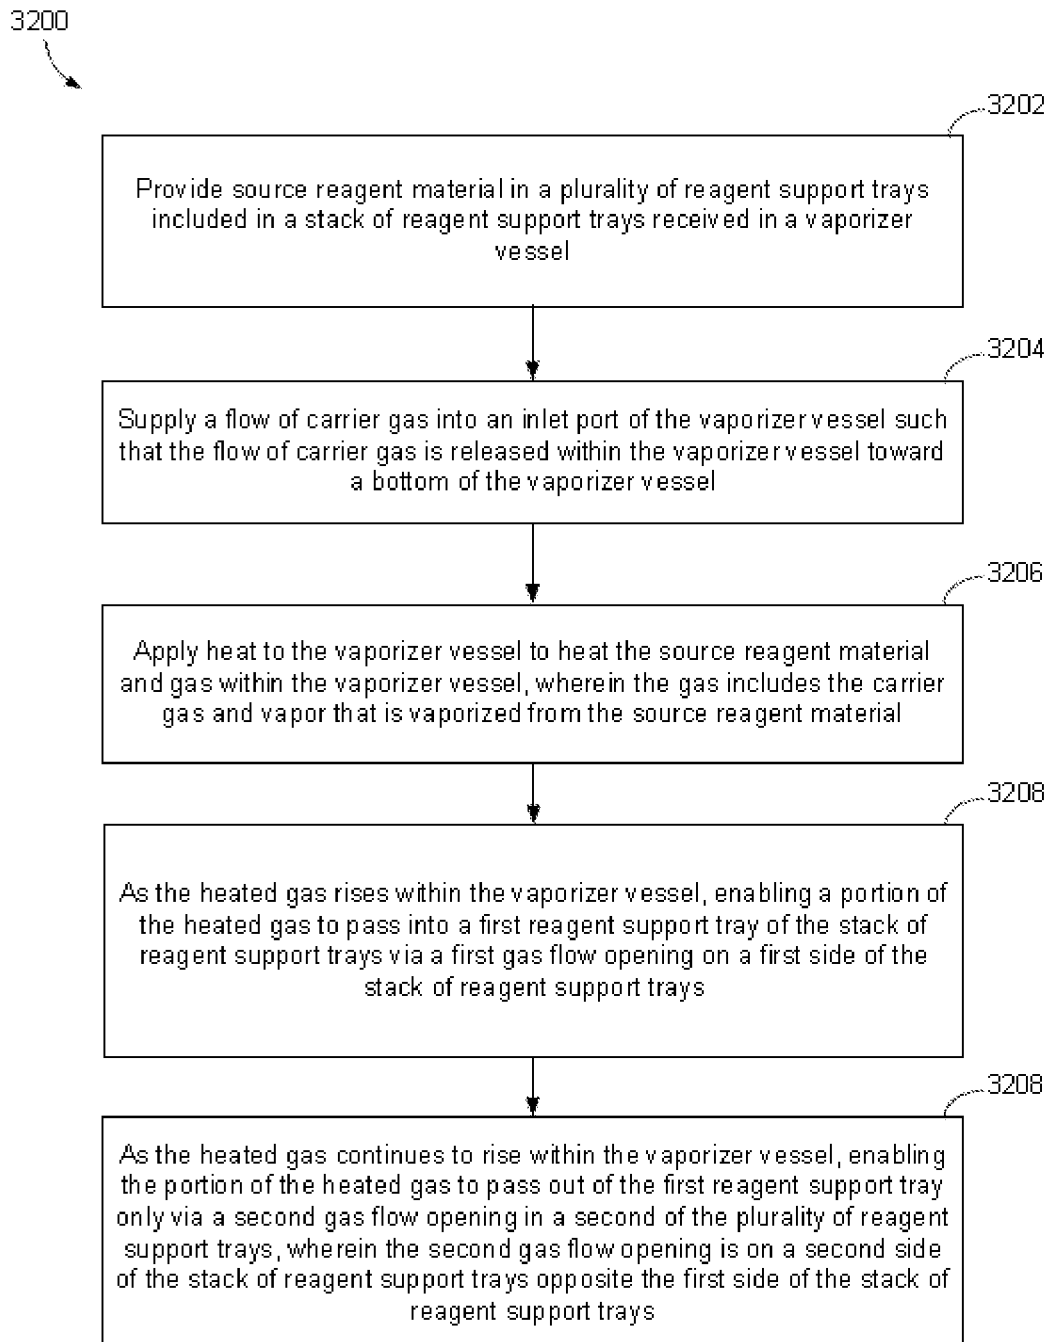 3200
3202
Provide source reagent material in a plurality of reagent support trays
included in a stack of reagent support trays received in a vaporizer
vessel
3204
Supply a flow of carrier gas into an inlet port of the vaporizer vessel such
that the flow of carrier gas is released within the vaporizer vessel toward
a bottom of the vaporizer vessel
3206
Apply heat to the vaporizer vessel to heat the source reagent material
and gas within the vaporizer vessel, wherein the gas includes the carrier
gas and vapor that is vaporized from the source reagent material
3208
As the heated gas rises within the vaporizer vessel, enabling a portion of
the heated gas to pass into a first reagent support tray of the stack of
reagent support trays via a first gas flow opening on a first side of the
stack of reagent support trays
3208
As the heated gas continues to rise within the vaporizer vessel, enabling
the portion of the heated gas to pass out of the first reagent support tray
only via a second gas flow opening in a second of the plurality of reagent
support trays, wherein the second gas flow opening is on a second side
of the stack of reagent support trays opposite the first side of the stack of
reagent support trays